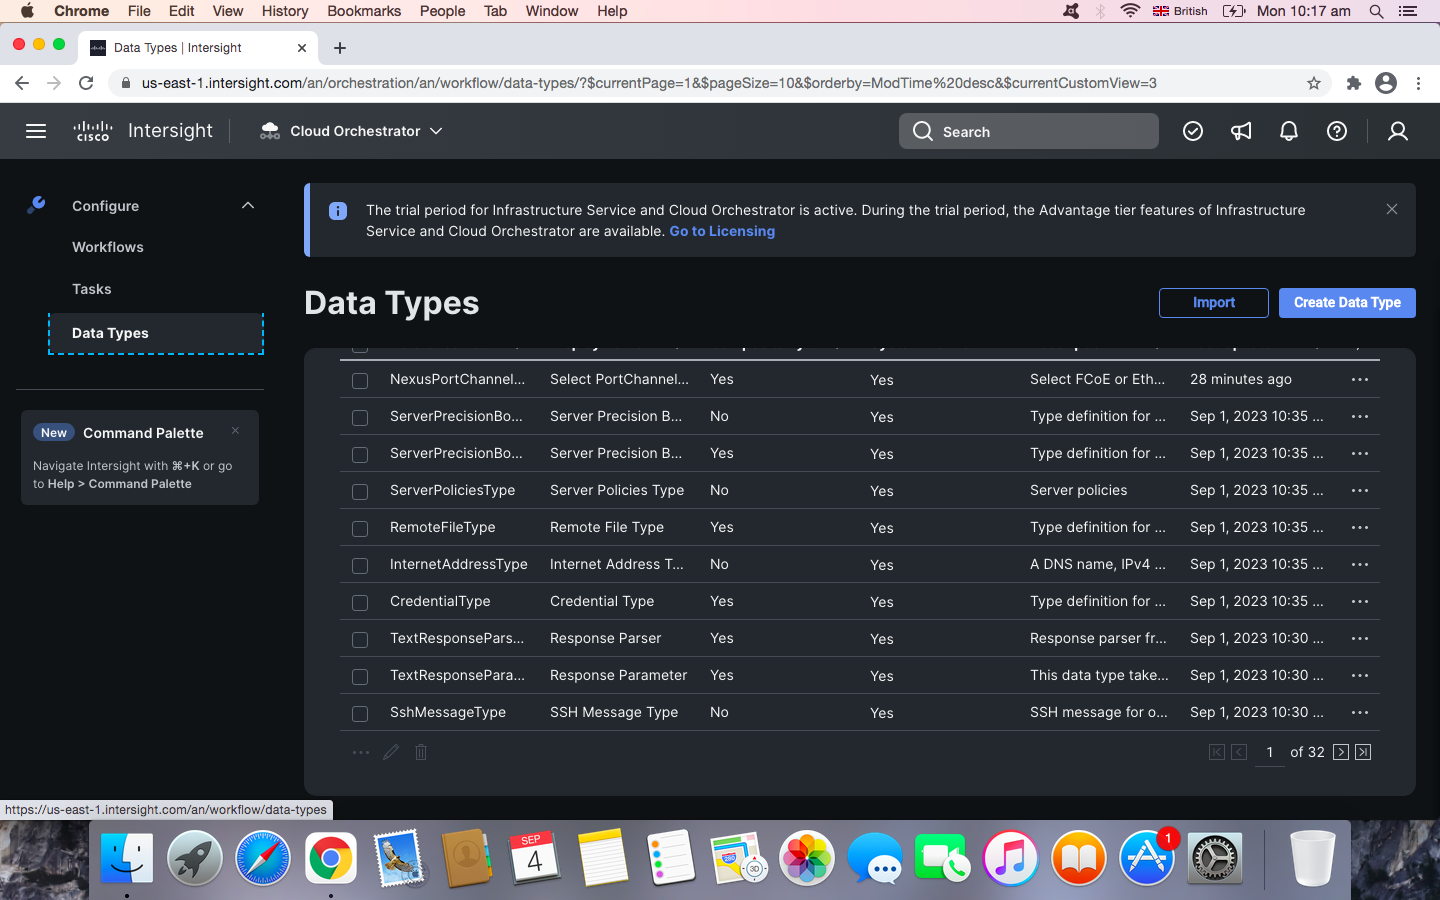 Chrome File Edit View History Bookmarks People Tab Window Help British Mon 10:17 am
Data Types | Intersight
us-east-1.intersight.com/an/orchestration/an/workflow/data-types/?$currentPage=1&$pageSize=10&$orderby=ModTime%20desc&$currentCustomView=3
CISCO Intersight Cloud Orchestrator Search
Configure
Workflows
Tasks
Data Types
New Command Palette
Navigate Intersight with ⌘+K or go
to Help > Command Palette
The trial period for Infrastructure Service and Cloud Orchestrator is active. During the trial period, the Advantage tier features of Infrastructure
Service and Cloud Orchestrator are available. Go to Licensing
Data Types
Import Create Data Type
NexusPortChannel... Select PortChannel... Yes Yes Select FCoE or Eth... 28 minutes ago
ServerPrecisionBo... Server Precision B... No Yes Type definition for ... Sep 1, 2023 10:35 ...
ServerPrecisionBo... Server Precision B... Yes Yes Type definition for ... Sep 1, 2023 10:35 ...
ServerPoliciesType Server Policies Type No Yes Server policies Sep 1, 2023 10:35 ...
RemoteFileType Remote File Type Yes Yes Type definition for ... Sep 1, 2023 10:35 ...
InternetAddressType Internet Address T... No Yes A DNS name, IPv4 ... Sep 1, 2023 10:35 ...
CredentialType Credential Type Yes Yes Type definition for ... Sep 1, 2023 10:35 ...
TextResponsePars... Response Parser Yes Yes Response parser fr... Sep 1, 2023 10:30 ...
TextResponsePara... Response Parameter Yes Yes This data type take... Sep 1, 2023 10:30 ...
SshMessageType SSH Message Type No Yes SSH message for o... Sep 1, 2023 10:30 ...
1 of 32
https://us-east-1.intersight.com/an/workflow/data-types
SEP
4
280
3D
1